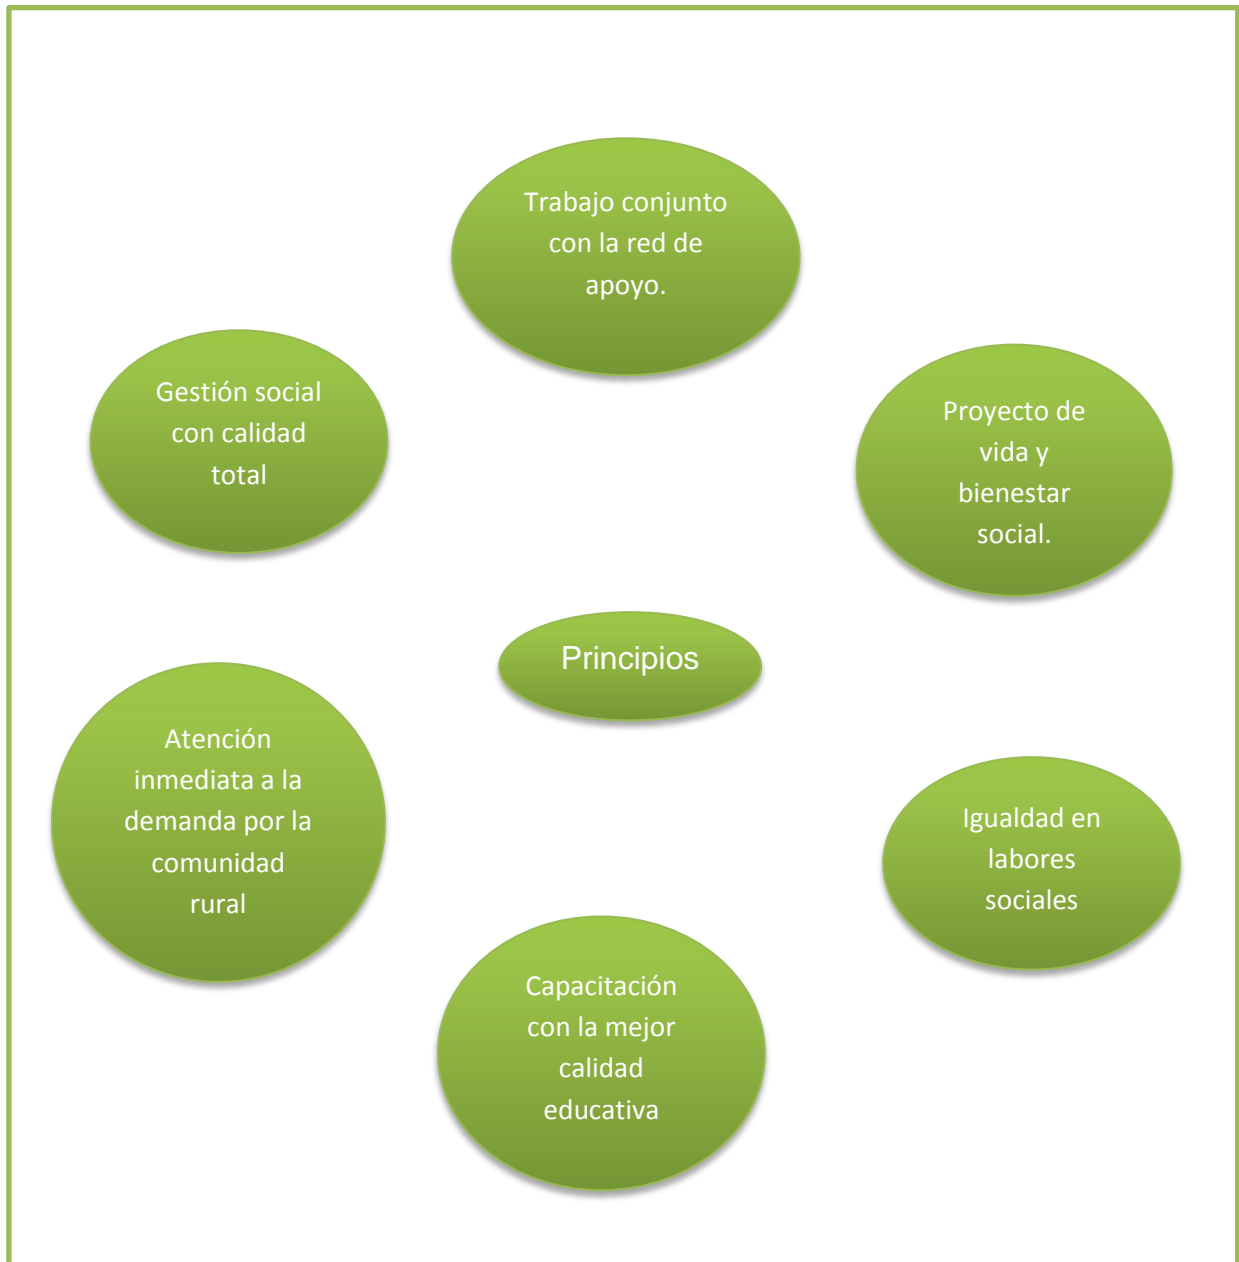 Trabajo conjunto
con la red de
apoyo.
Gestión social
con calidad
total
Proyecto de
vida y
bienestar
social.
Principios
Atención
inmediata a la
demanda por la
comunidad
rural
Igualdad en
labores
sociales
Capacitación
con la mejor
calidad
educativa